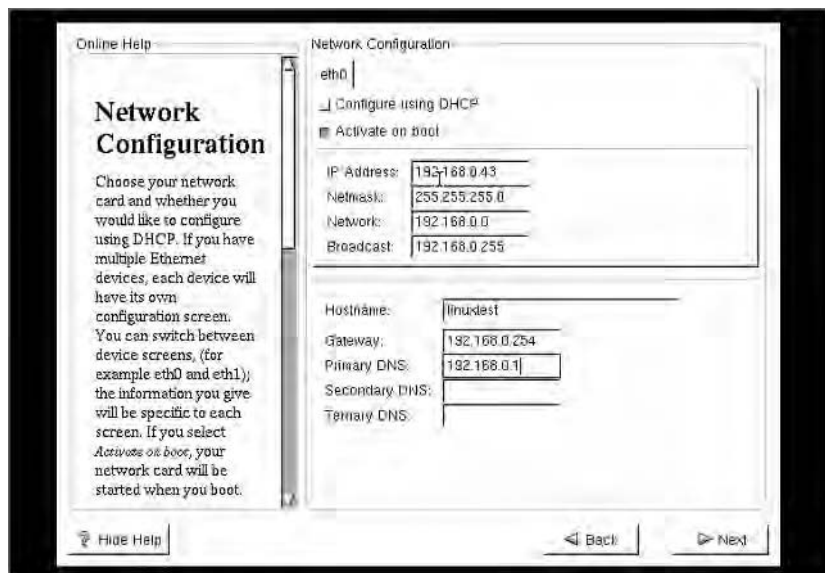 Online Help
Network
Configuration
Choose your network
card and whether you
would like to configure
using DHCP. If you have
multiple Ethernet
devices, each device will
have its own
configuration screen.
You can switch between
device screens, (for
example eth0 and eth1);
the information you give
will be specific to each
screen. If you select
Activate on boot, your
network card will be
started when you boot.
Network Configuration
eth0
Configure using DHCP
Activate on boot
IP Address: 192.168.0.43
Netmask: 255.255.255.0
Network: 192.168.0.0
Broadcast: 192.168.0.255
Hostname: linuxtest
Gateway: 192.168.0.254
Primary DNS: 192.168.0.1
Secondary DNS:
Ternary DNS:
Hide Help
Back
Next